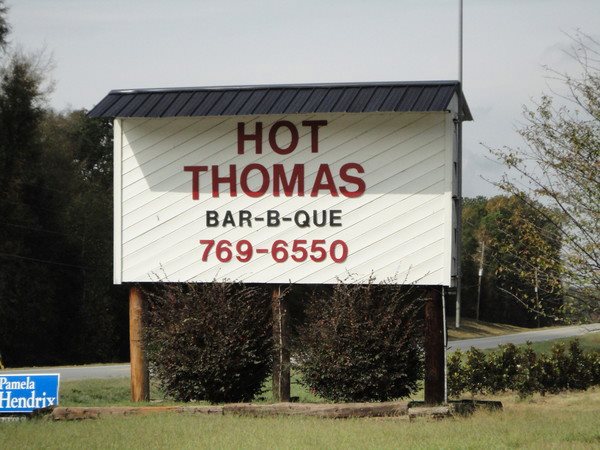 HOT
THOMAS
BAR-B-QUE
769-6550
Pamela
Hendrix